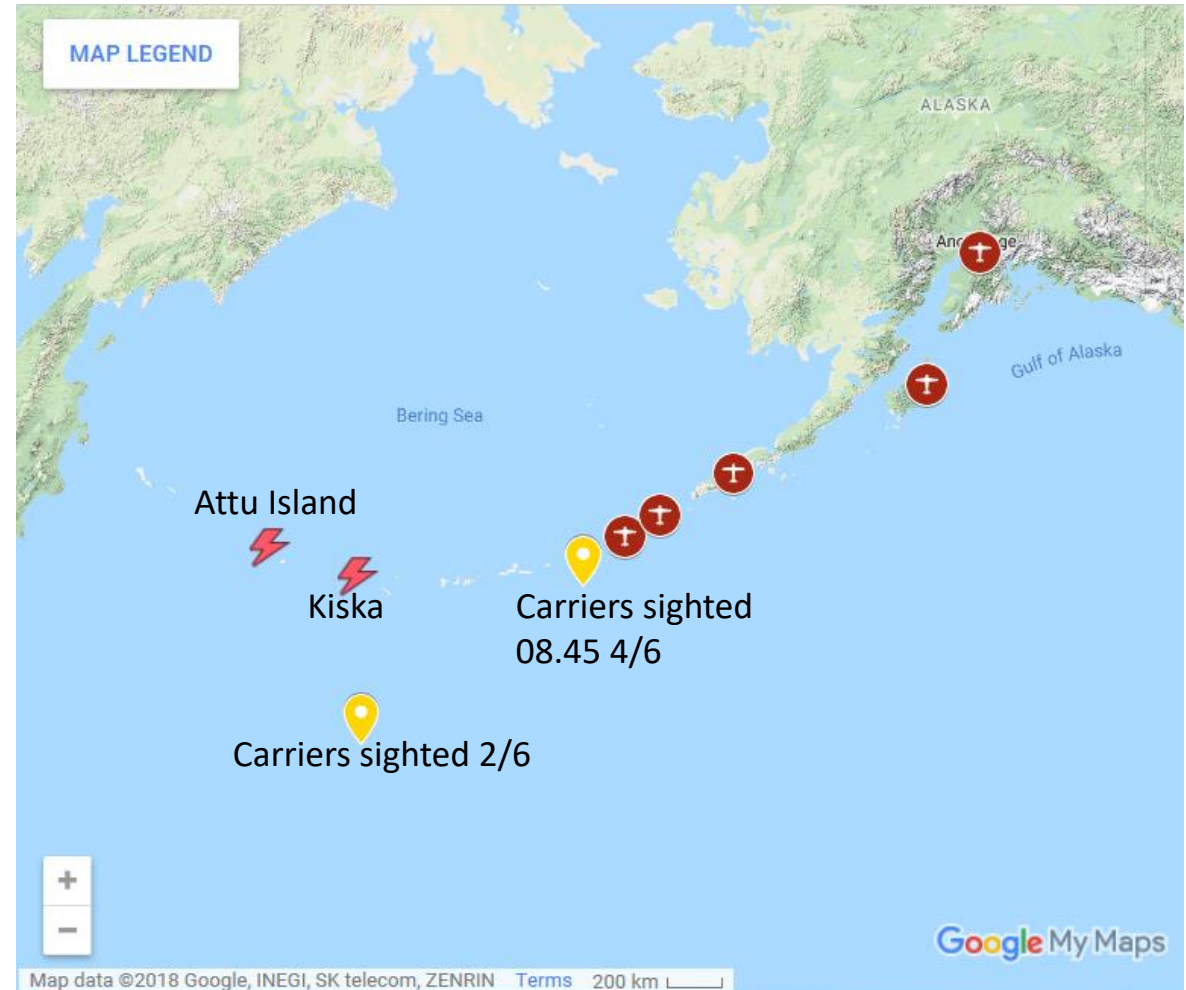 MAP LEGEND
ALASKA
Anchorage
Gulf of Alaska
Bering Sea
Attu Island
Kiska
Carriers sighted
08.45 4/6
Carriers sighted 2/6
+
−
Google My Maps
Map data ©2018 Google, INEGI, SK telecom, ZENRIN Terms 200 km